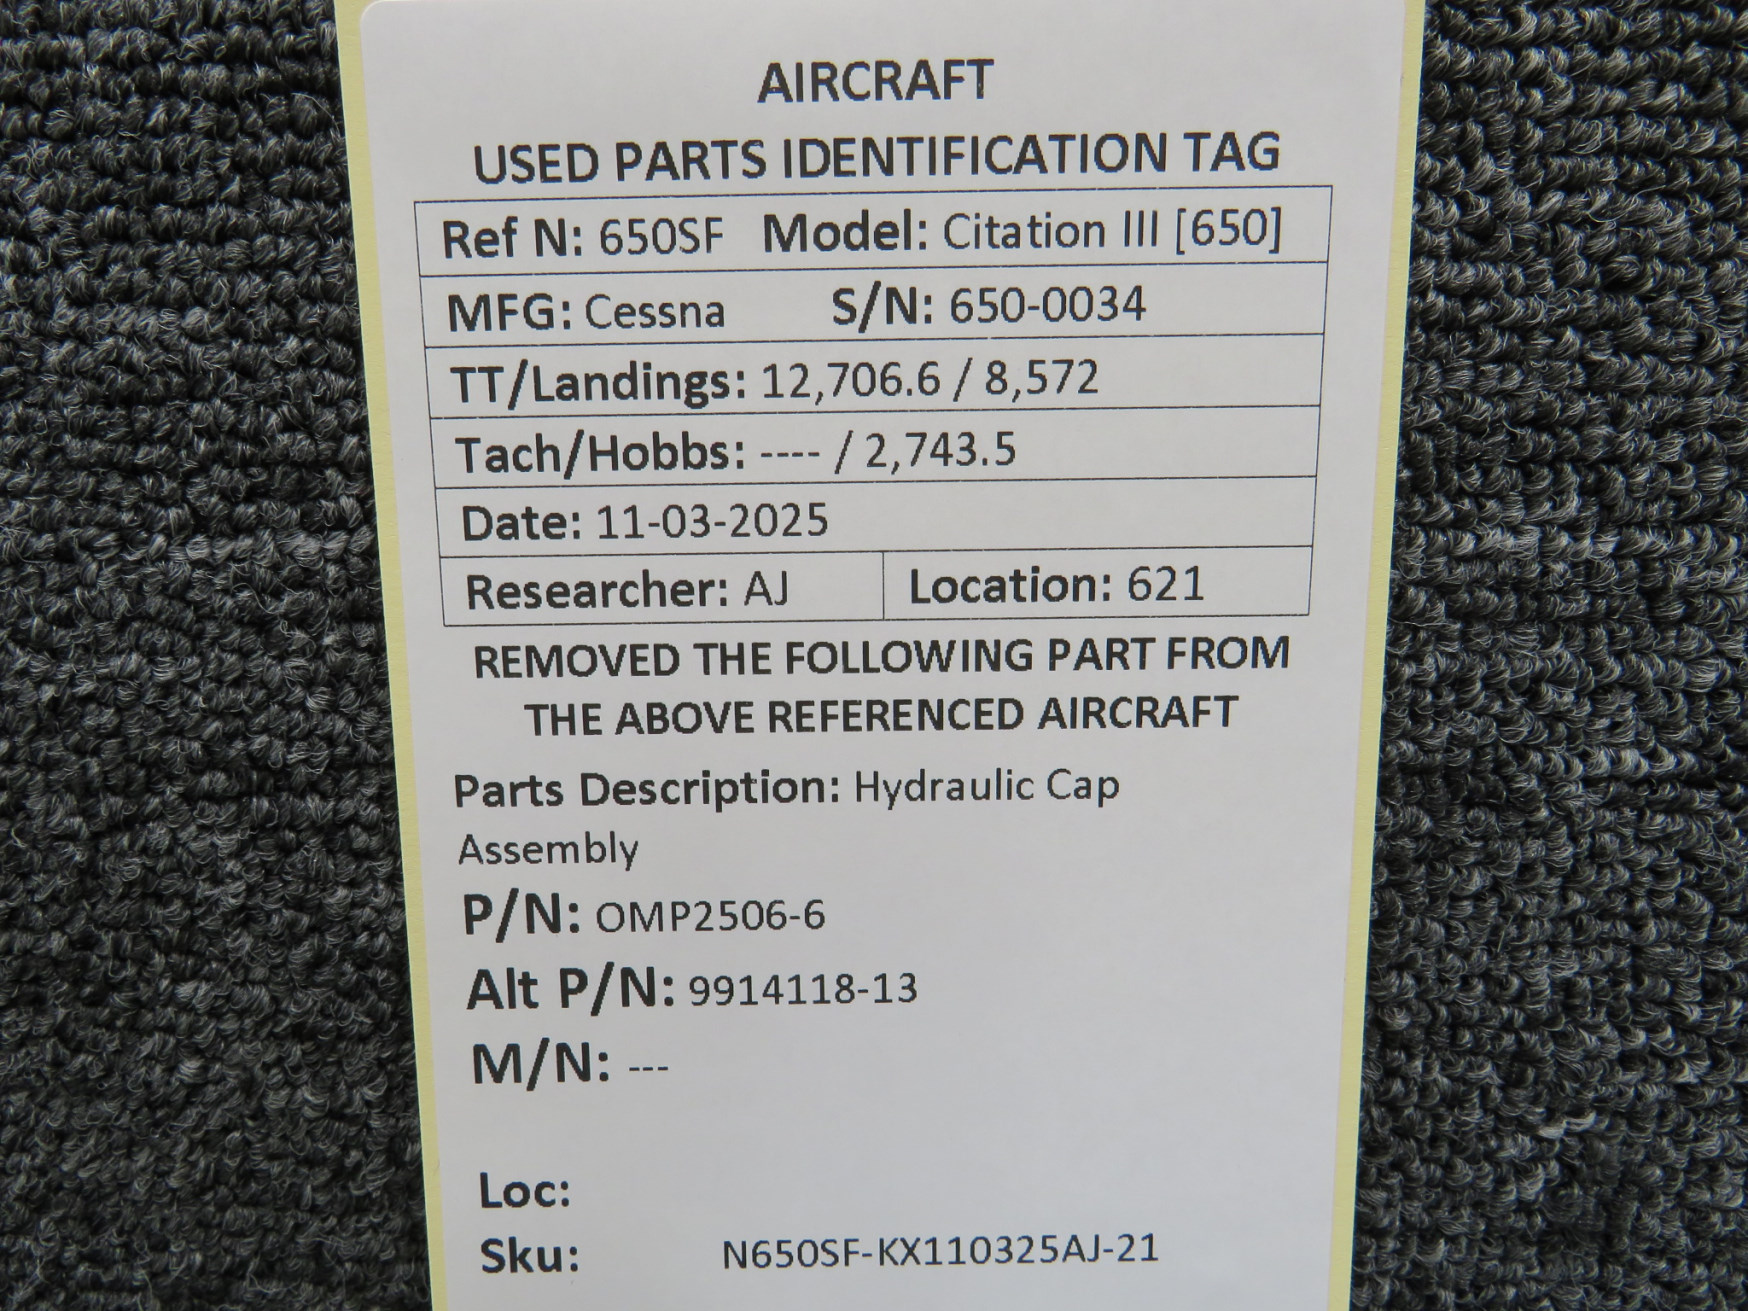 AIRCRAFT
USED PARTS IDENTIFICATION TAG
Ref N: 650SF Model: Citation III [650]
MFG: Cessna S/N: 650-0034
TT/Landings: 12,706.6 / 8,572
Tach/Hobbs: ---- / 2,743.5
Date: 11-03-2025
Researcher: AJ Location: 621
REMOVED THE FOLLOWING PART FROM
THE ABOVE REFERENCED AIRCRAFT
Parts Description: Hydraulic Cap
Assembly
P/N: OMP2506-6
Alt P/N: 9914118-13
M/N: ---
Loc:
Sku: N650SF-KX110325AJ-21